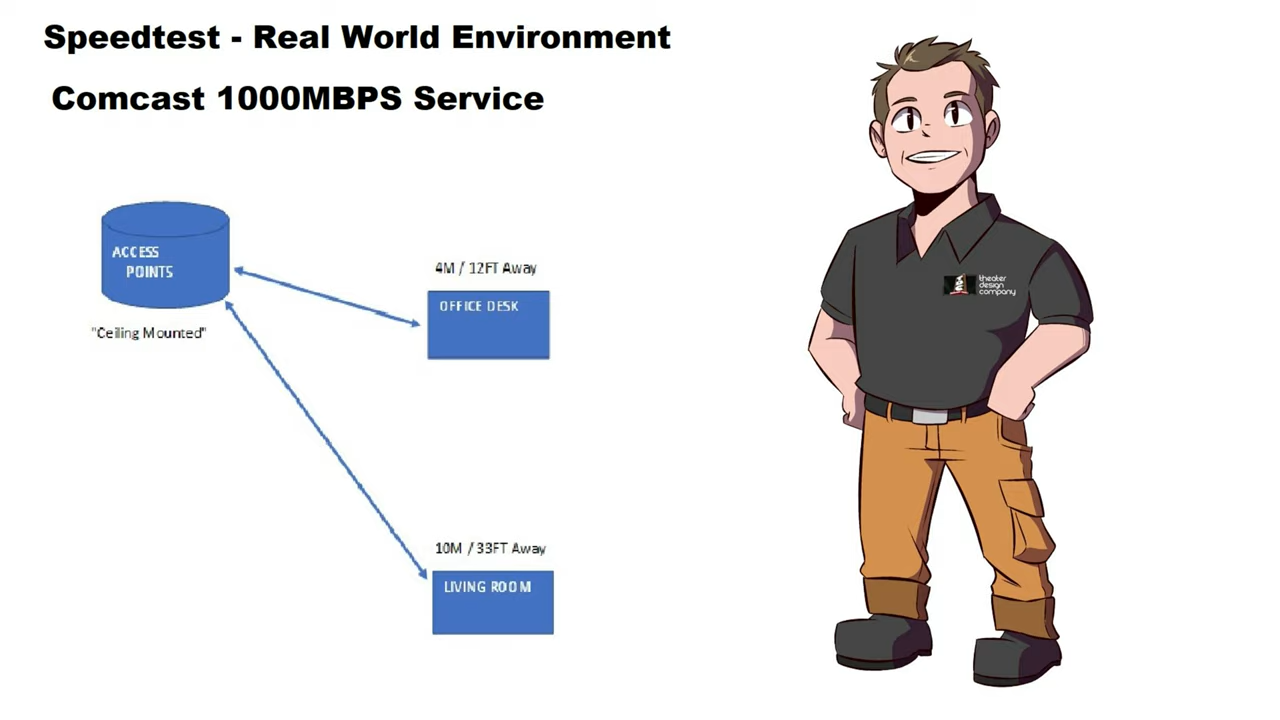 Speedtest - Real World Environment
Comcast 1000MBPS Service
ACCESS
POINTS
"Ceiling Mounted"
4M / 12FT Away
OFFICE DESK
10M / 33FT Away
LIVING ROOM
theater
design
company